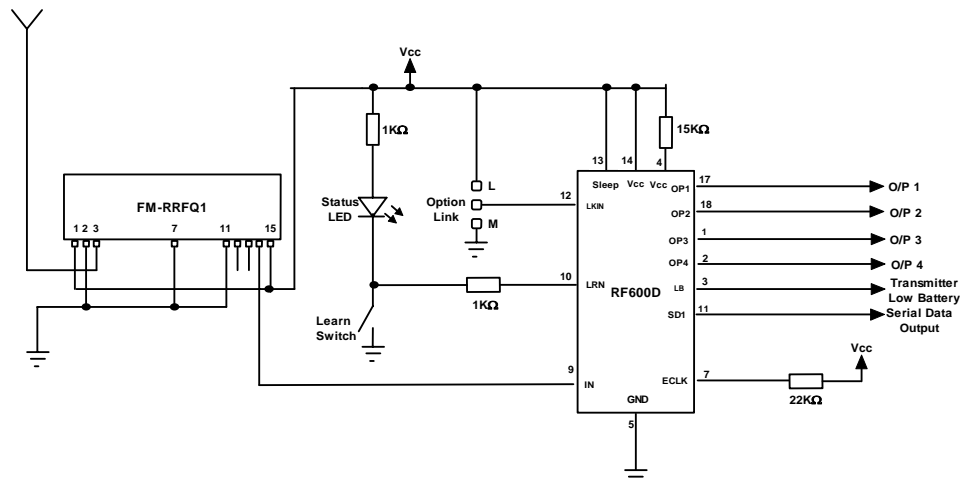 Vcc
1KΩ
15KΩ
13
14
4
Sleep
Vcc
Vcc
FM-RRFQ1
1 2 3
7
11
15
Status
LED
L
Option
Link
M
12
LKIN
OP1
17
O/P 1
OP2
18
O/P 2
OP3
1
O/P 3
OP4
2
O/P 4
10
LRN
1KΩ
RF600D
LB
3
Transmitter
Low Battery
SD1
11
Serial Data
Output
Learn
Switch
9
IN
ECLK
7
Vcc
22KΩ
GND
5